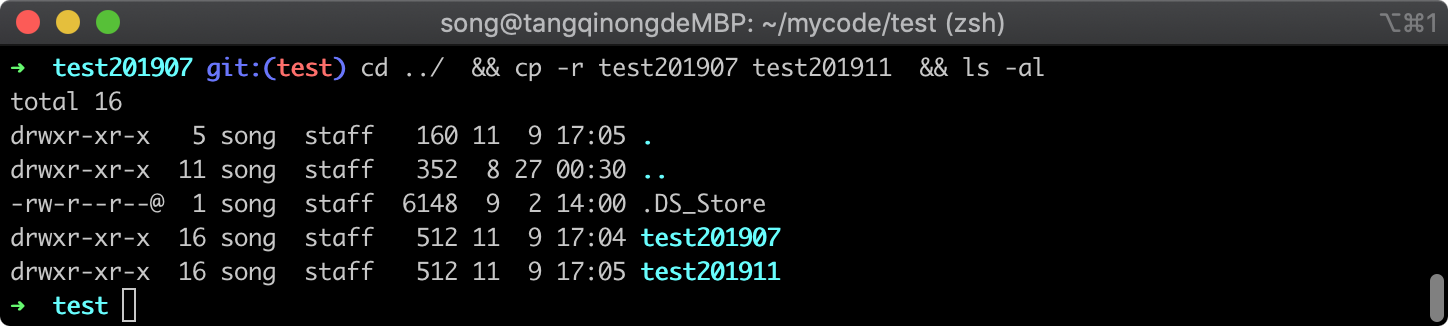 song@tangqinongdeMBP: ~/mycode/test (zsh) ⌥⌘1
➜  test201907 git:(test) cd ../  && cp -r test201907 test201911  && ls -al
total 16
drwxr-xr-x   5 song  staff   160 11  9 17:05 .
drwxr-xr-x  11 song  staff   352  8 27 00:30 ..
-rw-r--r--@  1 song  staff  6148  9  2 14:00 .DS_Store
drwxr-xr-x  16 song  staff   512 11  9 17:04 test201907
drwxr-xr-x  16 song  staff   512 11  9 17:05 test201911
➜  test